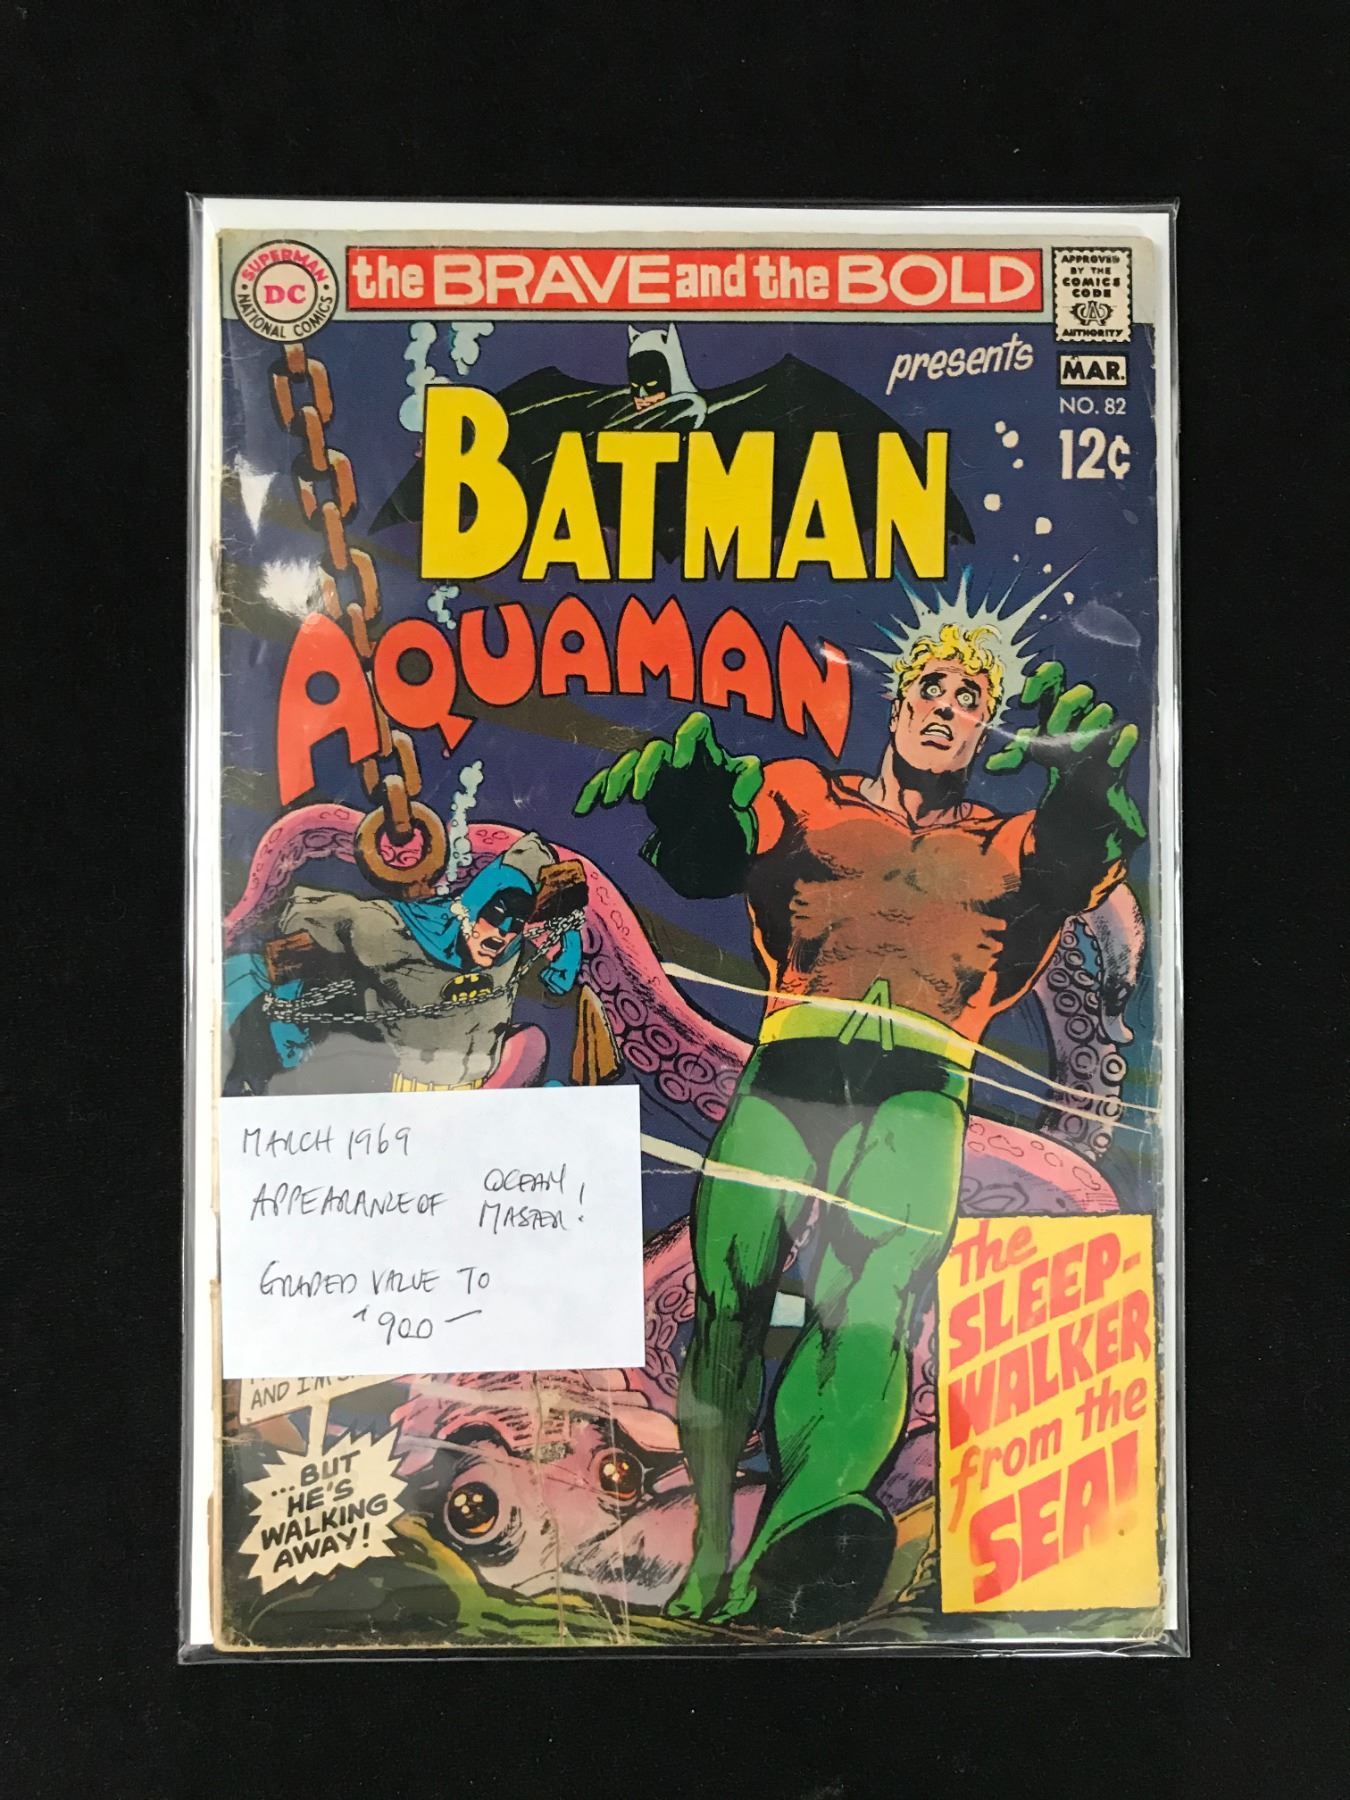 SUPERMAN
DC
NATIONAL COMICS
the BRAVE and the BOLD
APPROVED
BY THE
COMICS
CODE
AUTHORITY
presents
MAR.
NO. 82
12¢
BATMAN
AQUAMAN
MARCH 1969
APPEARANCE OF OCEAN
MASTER!
GRADED VALUE TO
$900-
AND I'M
...BUT
HE'S
WALKING
AWAY!
The
SLEEP-
WALKER
from the
SEA!